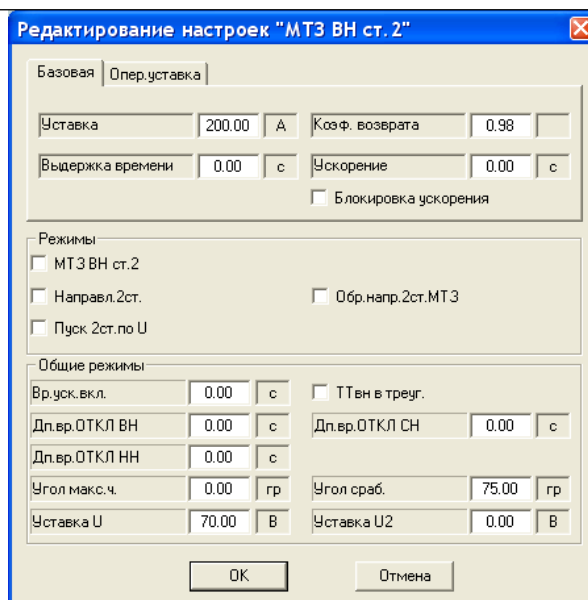 Редактирование настроек "МТЗ ВН ст. 2"
Базовая Опер.уставка
Уставка 200.00 А Коэф. возврата 0.98
Выдержка времени 0.00 с Ускорение 0.00 с
Блокировка ускорения
Режимы
МТЗ ВН ст.2
Направл.2ст. Обр.напр.2ст.МТЗ
Пуск 2ст.по U
Общие режимы
Вр.уск.вкл. 0.00 с ТТвн в треуг.
Дп.вр.ОТКЛ ВН 0.00 с Дп.вр.ОТКЛ СН 0.00 с
Дп.вр.ОТКЛ НН 0.00 с
Угол макс.ч. 0.00 гр Угол сраб. 75.00 гр
Уставка U 70.00 В Уставка U2 0.00 В
OK Отмена